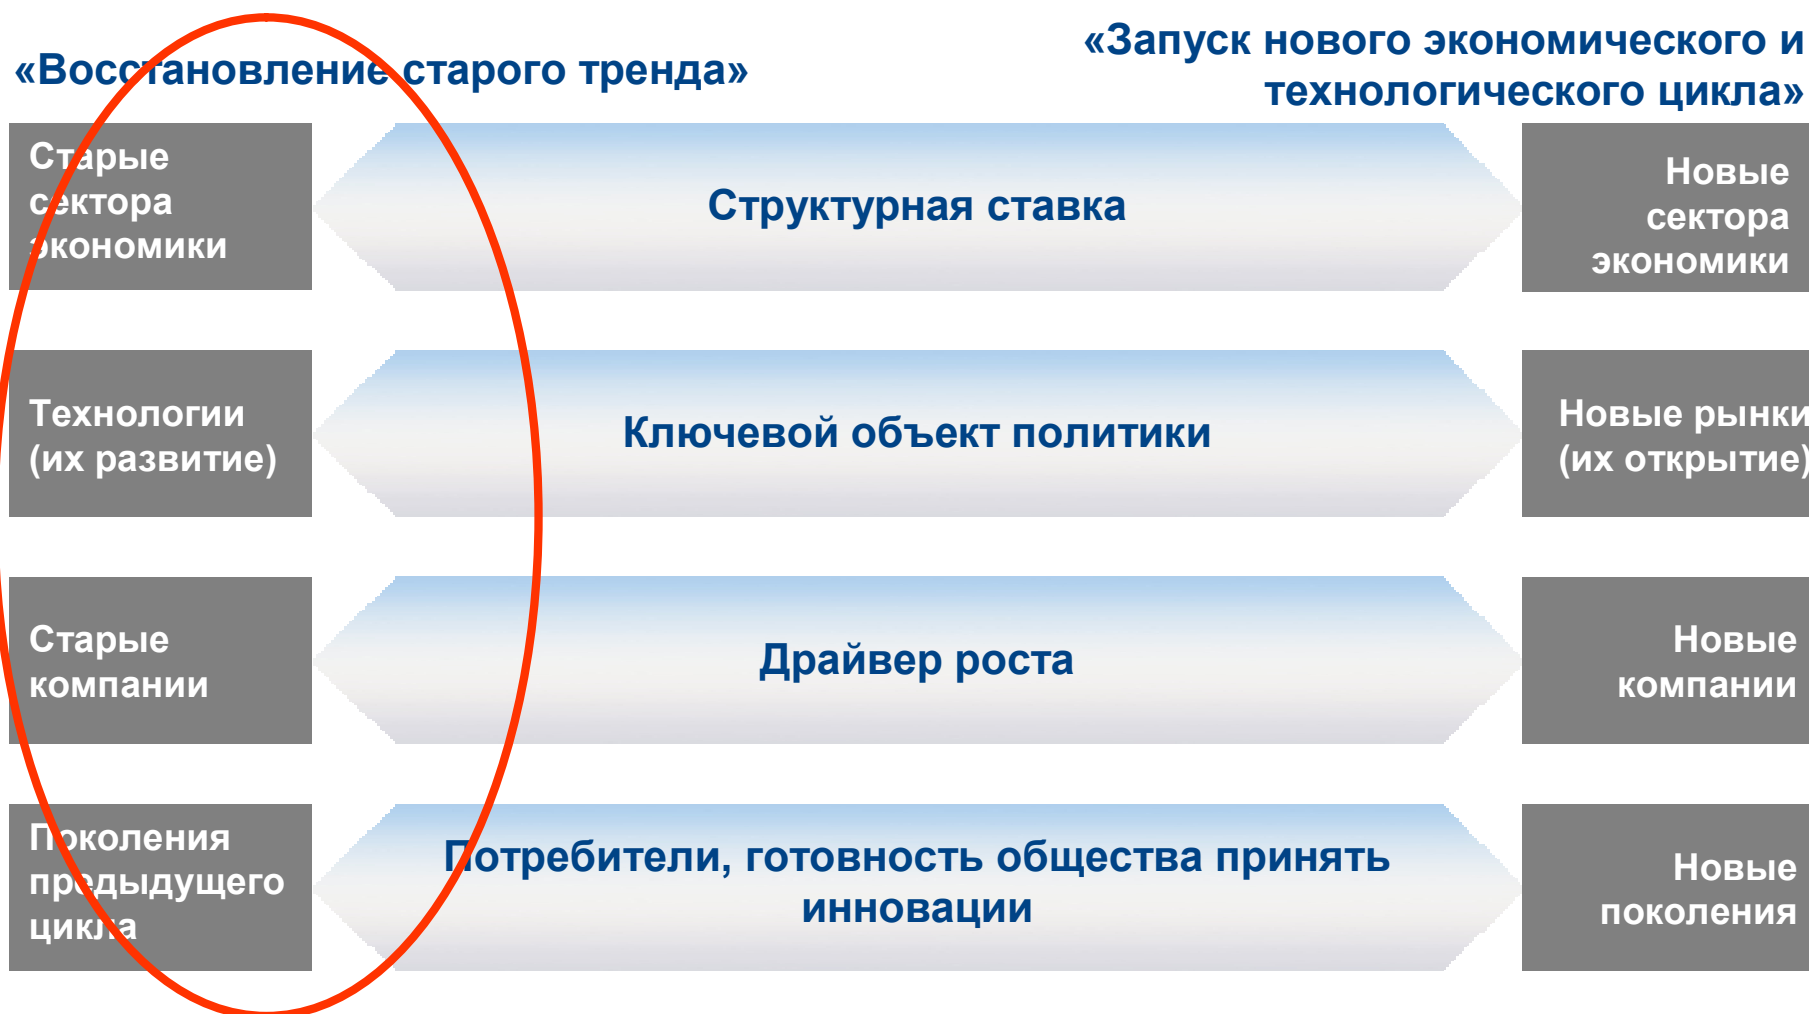 «Восстановление старого тренда»
«Запуск нового экономического и
технологического цикла»
Старые
сектора
экономики
Структурная ставка
Новые
сектора
экономики
Технологии
(их развитие)
Ключевой объект политики
Новые рынки
(их открытие)
Старые
компании
Драйвер роста
Новые
компании
Поколения
предыдущего
цикла
Потребители, готовность общества принять
инновации
Новые
поколения